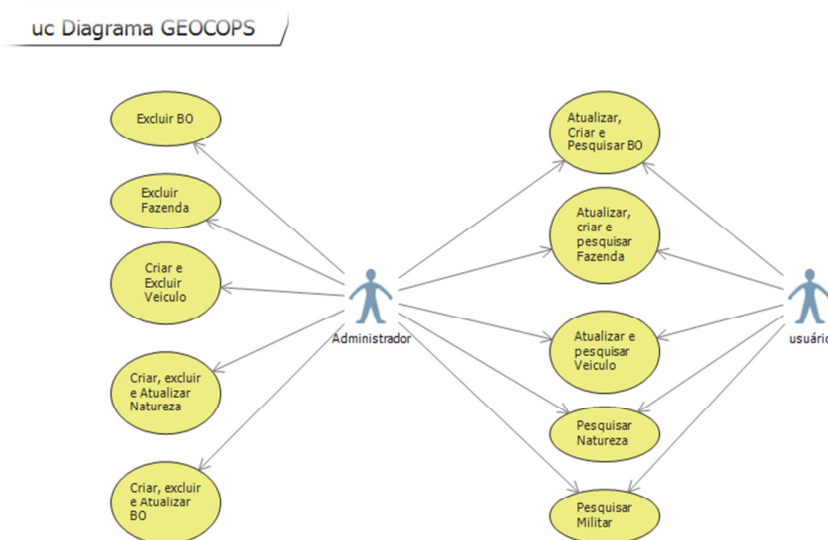 uc Diagrama GEOCOPS
Excluir BO
Excluir
Fazenda
Criar e
Excluir
Veiculo
Criar, excluir
e Atualizar
Natureza
Criar, excluir
e Atualizar
BO
Administrador
Atualizar,
Criar e
Pesquisar BO
Atualizar,
criar e
pesquisar
Fazenda
Atualizar e
pesquisar
Veiculo
Pesquisar
Natureza
Pesquisar
Militar
usuário